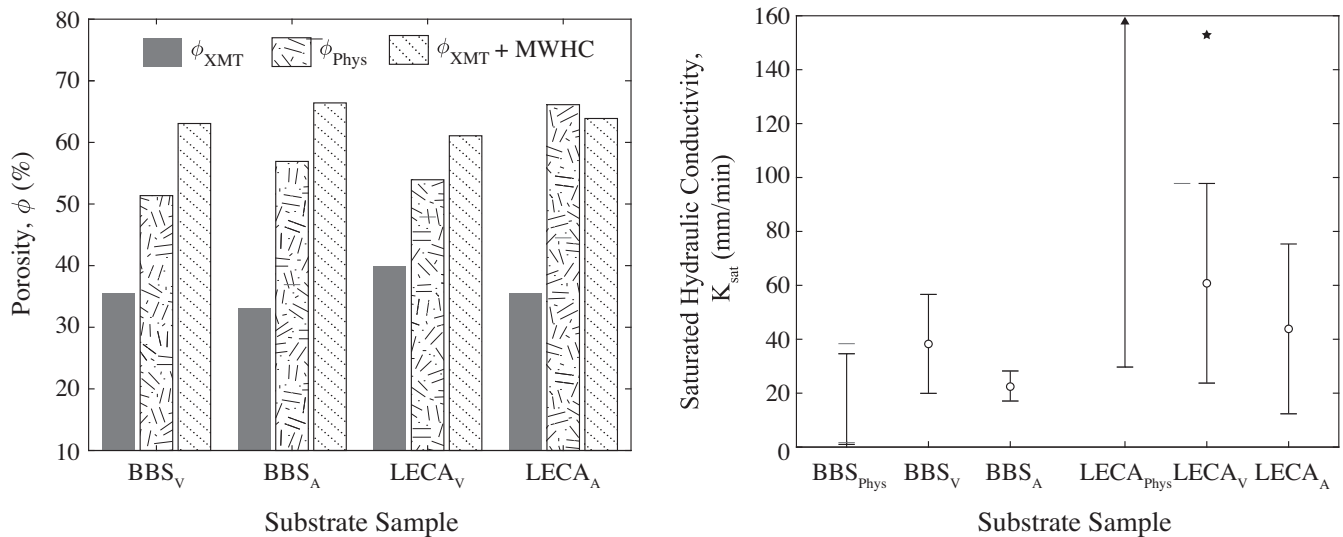 80
70
60
50
40
30
20
10
Porosity, ϕ (%)
ϕXMT
ϕPhys
ϕXMT + MWHC
BBSV
BBSA
LECAV
LECAA
Substrate Sample
160
140
120
100
80
60
40
20
0
Saturated Hydraulic Conductivity,
Ksat (mm/min)
BBSPhys
BBSV
BBSA
LECAPhys
LECAV
LECAA
Substrate Sample